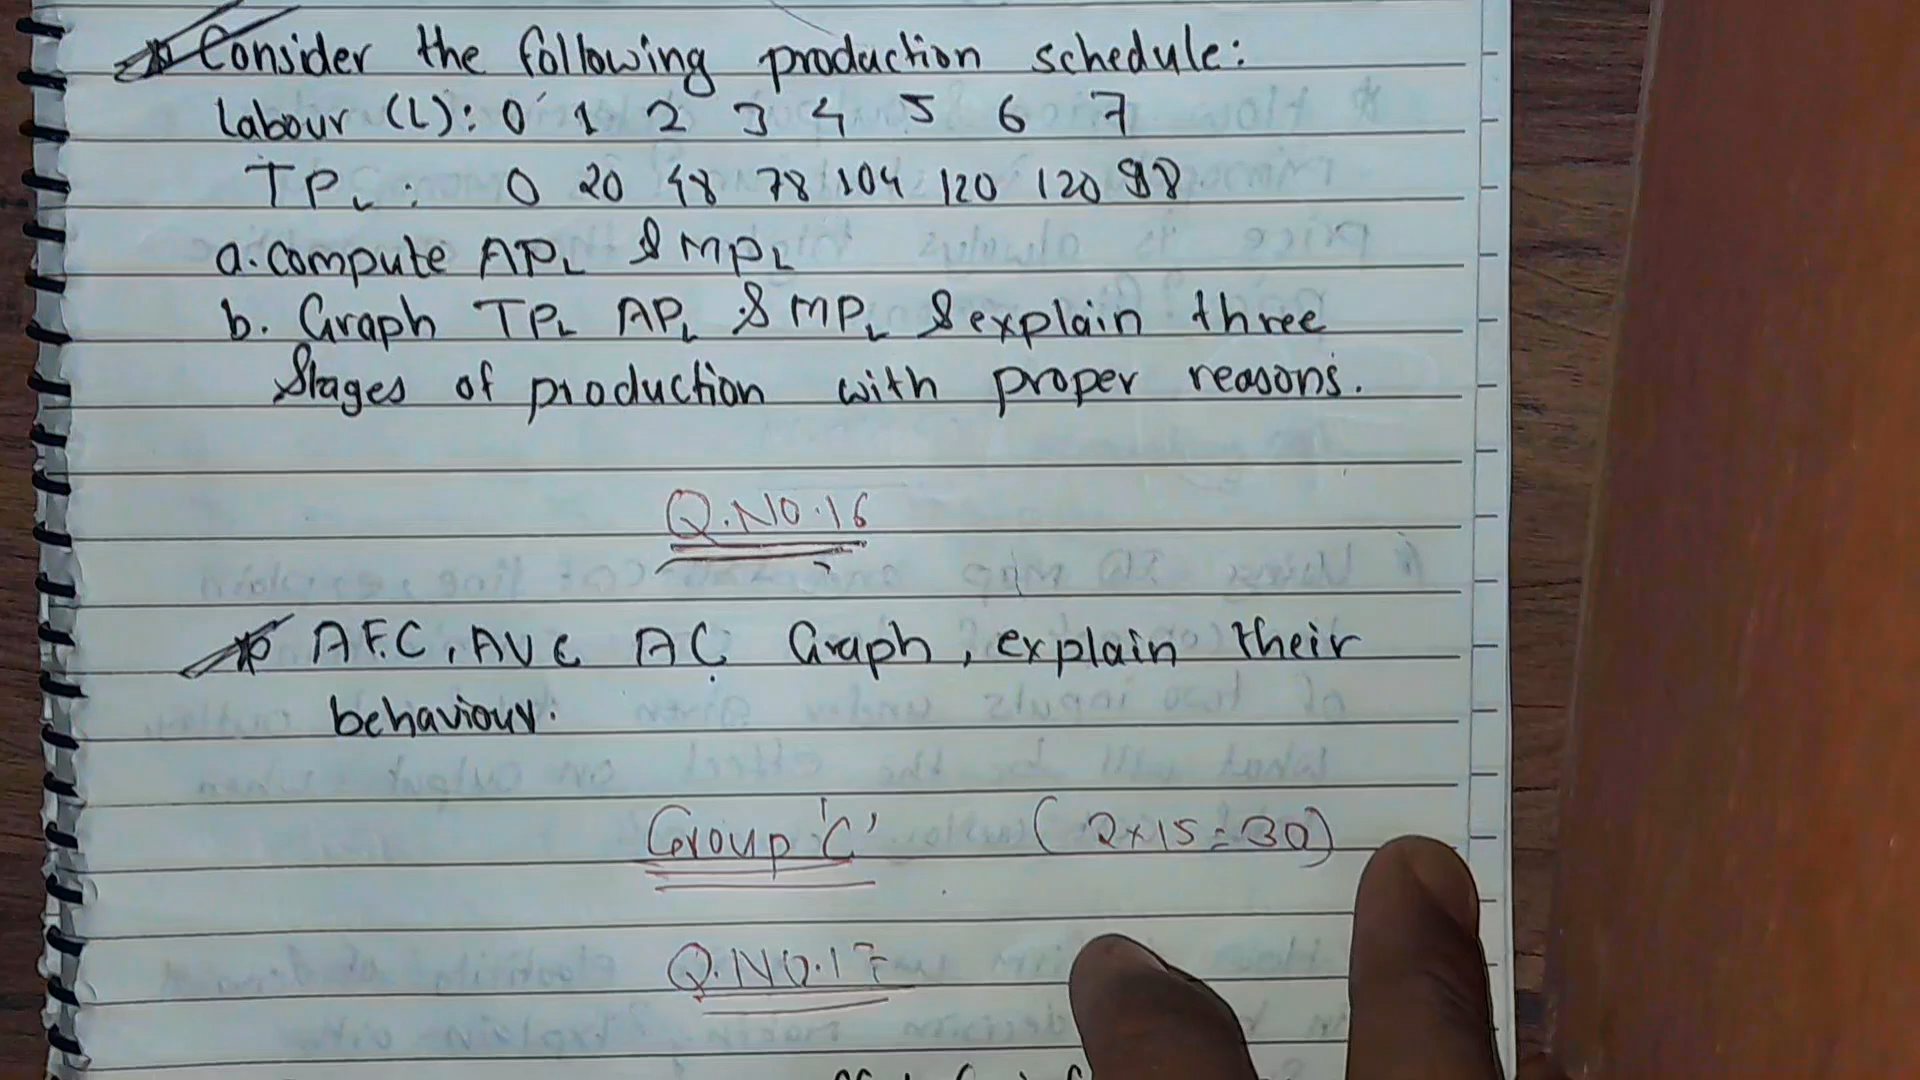 Consider the following production schedule:
Labour (L): 0 1 2 3 4 5 6 7
TPL : 0 20 48 78 104 120 120 98
a. Compute APL & MPL
b. Graph TPL APL & MPL & explain three
Stages of production with proper reasons.
Q.NO.16
AFC, AVC AC Graph, explain their
behaviour.
Group 'C' (2x15=30)
Q.NO.17